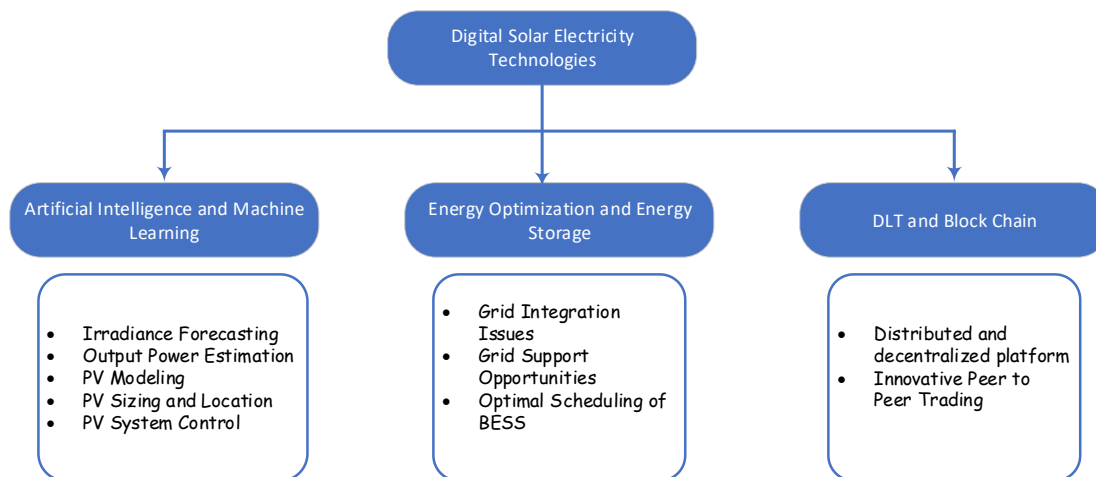 Digital Solar Electricity
Technologies
Artificial Intelligence and Machine
Learning
Energy Optimization and Energy
Storage
DLT and Block Chain
• Irradiance Forecasting
• Output Power Estimation
• PV Modeling
• PV Sizing and Location
• PV System Control
• Grid Integration
Issues
• Grid Support
Opportunities
• Optimal Scheduling of
BESS
• Distributed and
decentralized platform
• Innovative Peer to
Peer Trading